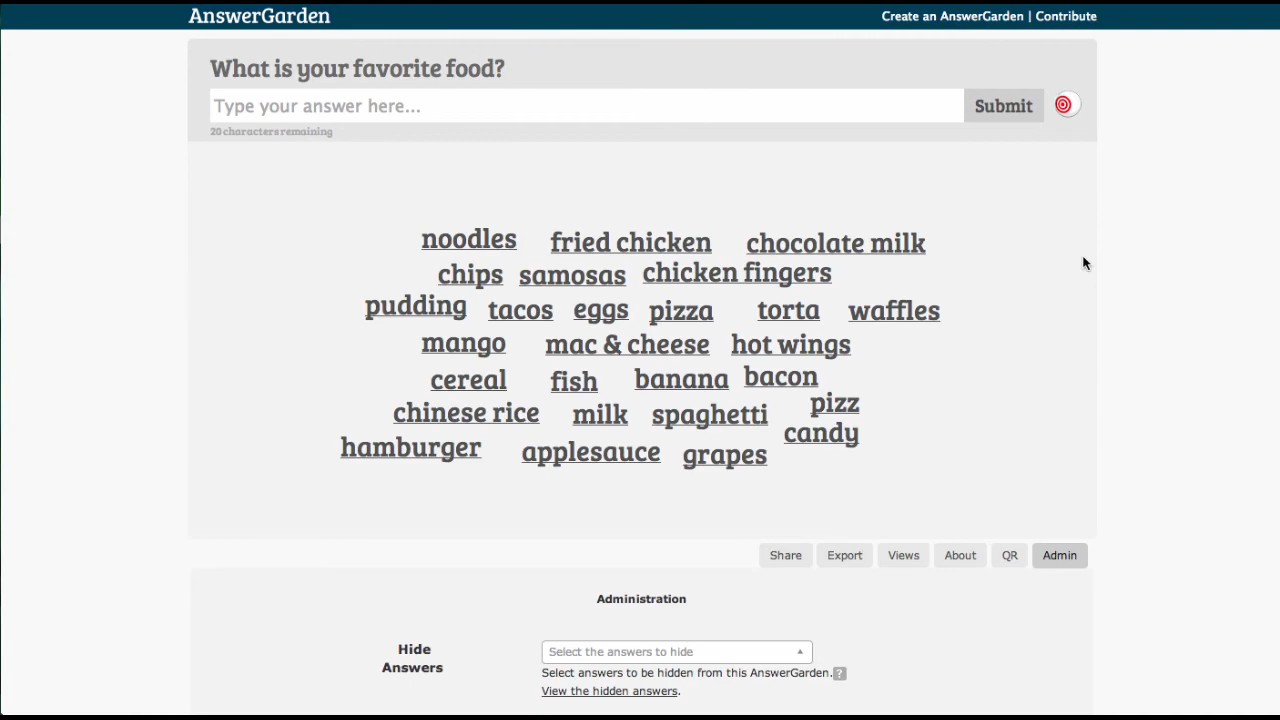 AnswerGarden
Create an AnswerGarden | Contribute
What is your favorite food?
Type your answer here...
Submit
20 characters remaining
noodles fried chicken chocolate milk
chips samosas chicken fingers
pudding tacos eggs pizza torta waffles
mango mac & cheese hot wings
cereal fish banana bacon
chinese rice milk spaghetti pizz
candy
hamburger applesauce grapes
Share Export Views About QR Admin
Administration
Hide
Answers
Select the answers to hide
Select answers to be hidden from this AnswerGarden. ?
View the hidden answers.